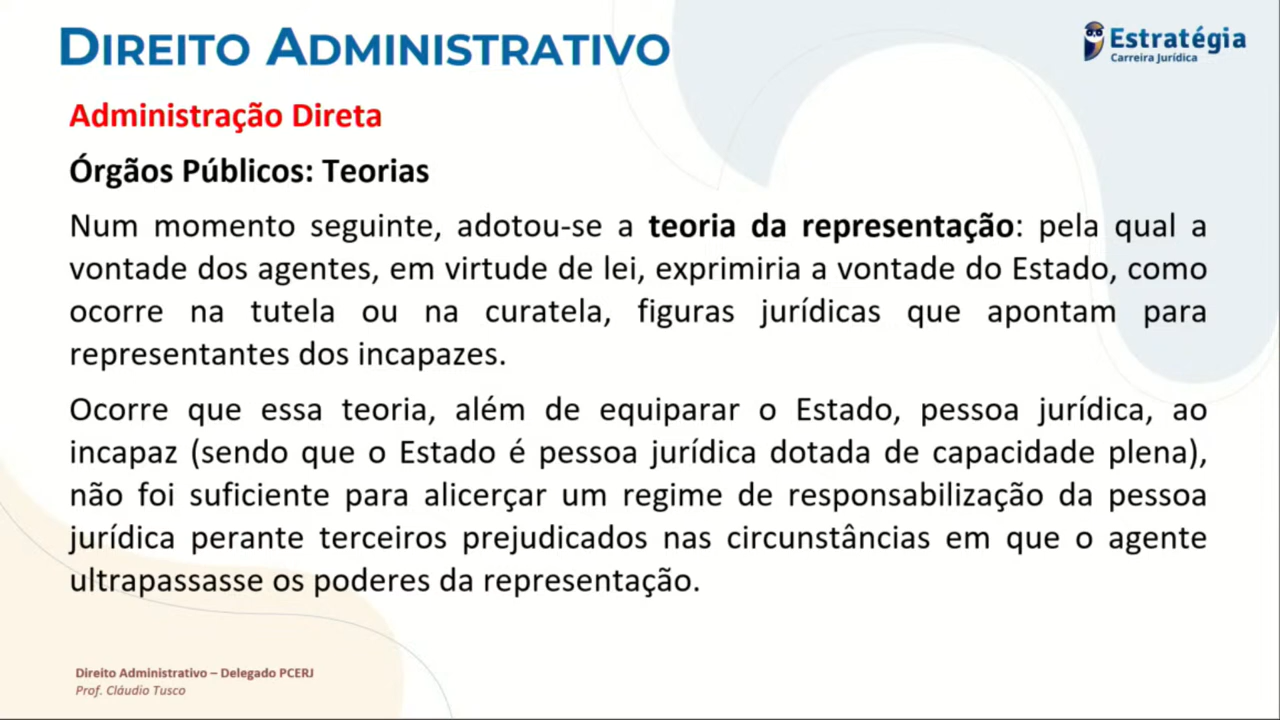 DIREITO ADMINISTRATIVO
Estratégia
Carreira Jurídica
Administração Direta
Órgãos Públicos: Teorias
Num momento seguinte, adotou-se a teoria da representação: pela qual a
vontade dos agentes, em virtude de lei, exprimiria a vontade do Estado, como
ocorre na tutela ou na curatela, figuras jurídicas que apontam para
representantes dos incapazes.
Ocorre que essa teoria, além de equiparar o Estado, pessoa jurídica, ao
incapaz (sendo que o Estado é pessoa jurídica dotada de capacidade plena),
não foi suficiente para alicerçar um regime de responsabilização da pessoa
jurídica perante terceiros prejudicados nas circunstâncias em que o agente
ultrapassasse os poderes da representação.
Direito Administrativo – Delegado PCERJ
Prof. Cláudio Tusco